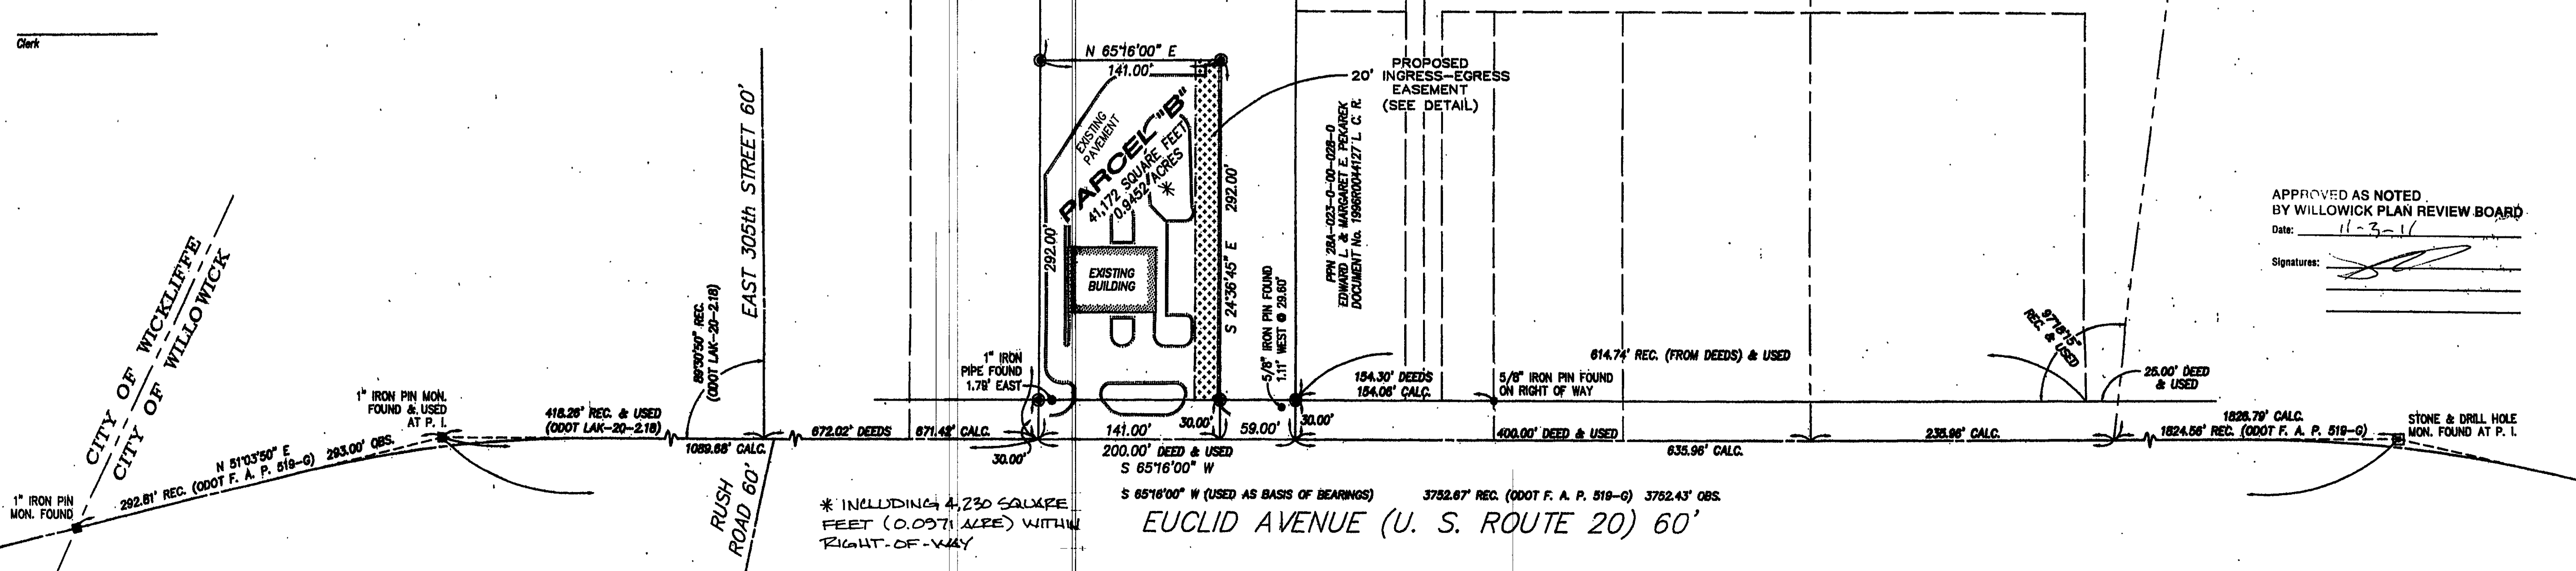 Clerk
CITY OF WICKLIFFE
CITY OF WILLOWICK
1" IRON PIN
MON. FOUND
N 51°03'50" E 293.00' OBS.
292.61' REC. (ODOT F. A. P. 519-G)
1" IRON PIN MON.
FOUND & USED
AT P. I.
418.26' REC. & USED
(ODOT LAK-20-2.18)
89°30'50" REC.
(ODOT LAK-20-2.18)
EAST 305th STREET 60'
1089.68' CALC.
RUSH
ROAD 60'
672.02' DEEDS
671.42' CALC.
N 65°16'00" E
141.00'
EXISTING
PAVEMENT
PARCEL "B"
41,172 SQUARE FEET
0.9452 ACRES
*
292.00'
EXISTING
BUILDING
S 24°36'45" E 292.00'
PROPOSED
20' INGRESS-EGRESS
EASEMENT
(SEE DETAIL)
1" IRON
PIPE FOUND
1.79' EAST
5/8" IRON PIN FOUND
1.11' WEST @ 29.60'
PPN 28A-023-0-00-028-0
EDWARD L. & MARGARET E. PEKAREK
DOCUMENT No. 1996R0044127 L. C. R.
30.00'
141.00'
30.00'
59.00'
30.00'
200.00' DEED & USED
S 65°16'00" W
154.30' DEEDS
154.06' CALC.
5/8" IRON PIN FOUND
ON RIGHT OF WAY
614.74' REC. (FROM DEEDS) & USED
400.00' DEED & USED
235.96' CALC.
635.96' CALC.
97°18'15"
REC. & USED
25.00' DEED
& USED
1826.79' CALC.
1824.56' REC. (ODOT F. A. P. 519-G)
STONE & DRILL HOLE
MON. FOUND AT P. I.
APPROVED AS NOTED
BY WILLOWICK PLAN REVIEW BOARD
Date: 11-3-11
Signatures:
* INCLUDING 4,230 SQUARE
FEET (0.0971 ACRE) WITHIN
RIGHT-OF-WAY
S 65°16'00" W (USED AS BASIS OF BEARINGS) 3752.67' REC. (ODOT F. A. P. 519-G) 3752.43' OBS.
EUCLID AVENUE (U. S. ROUTE 20) 60'